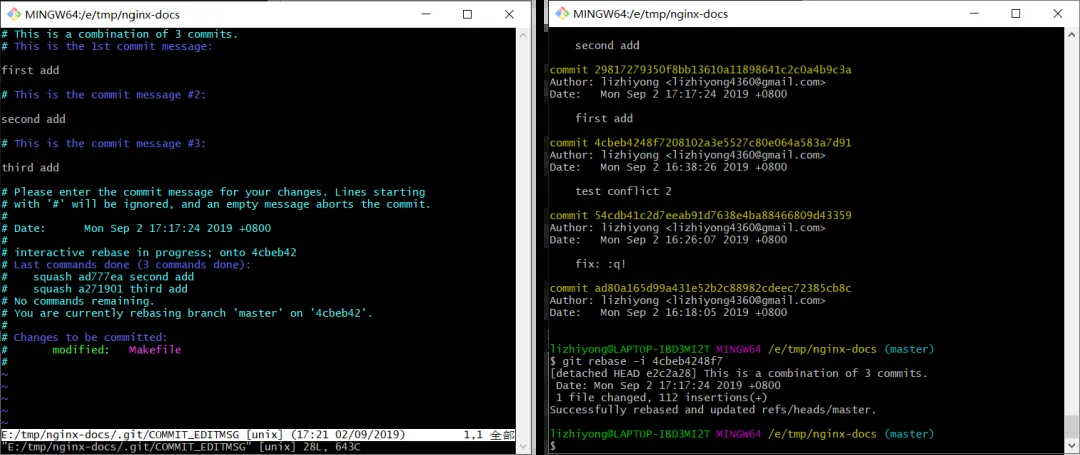 MINGW64:/e/tmp/nginx-docs
# This is a combination of 3 commits.
# This is the 1st commit message:
first add
# This is the commit message #2:
second add
# This is the commit message #3:
third add
# Please enter the commit message for your changes. Lines starting
# with '#' will be ignored, and an empty message aborts the commit.
#
# Date:      Mon Sep 2 17:17:24 2019 +0800
#
# interactive rebase in progress; onto 4cbeb42
# Last commands done (3 commands done):
#    squash ad777ea second add
#    squash a271901 third add
# No commands remaining.
# You are currently rebasing branch 'master' on '4cbeb42'.
#
# Changes to be committed:
#       modified:   Makefile
#
~
~
~
~
~
E:/tmp/nginx-docs/.git/COMMIT_EDITMSG [unix] (17:21 02/09/2019)         1,1 全部
"E:/tmp/nginx-docs/.git/COMMIT_EDITMSG" [unix] 28L, 643C
MINGW64:/e/tmp/nginx-docs
    second add
commit 29817279350f8bb13610a11898641c2c0a4b9c3a
Author: lizhiyong <lizhiyong4360@gmail.com>
Date:   Mon Sep 2 17:17:24 2019 +0800
    first add
commit 4cbeb4248f7208102a3e5527c80e064a583a7d91
Author: lizhiyong <lizhiyong4360@gmail.com>
Date:   Mon Sep 2 16:38:26 2019 +0800
    test conflict 2
commit 54cdb41c2d7eeab91d7638e4ba88466809d43359
Author: lizhiyong <lizhiyong4360@gmail.com>
Date:   Mon Sep 2 16:26:07 2019 +0800
    fix: :q!
commit ad80a165d99a431e52b2c88982cdeec72385cb8c
Author: lizhiyong <lizhiyong4360@gmail.com>
Date:   Mon Sep 2 16:18:05 2019 +0800
lizhiyong@LAPTOP-IBD3MI2T MINGW64 /e/tmp/nginx-docs (master)
$ git rebase -i 4cbeb4248f7
[detached HEAD e2c2a28] This is a combination of 3 commits.
 Date: Mon Sep 2 17:17:24 2019 +0800
 1 file changed, 112 insertions(+)
Successfully rebased and updated refs/heads/master.
lizhiyong@LAPTOP-IBD3MI2T MINGW64 /e/tmp/nginx-docs (master)
$